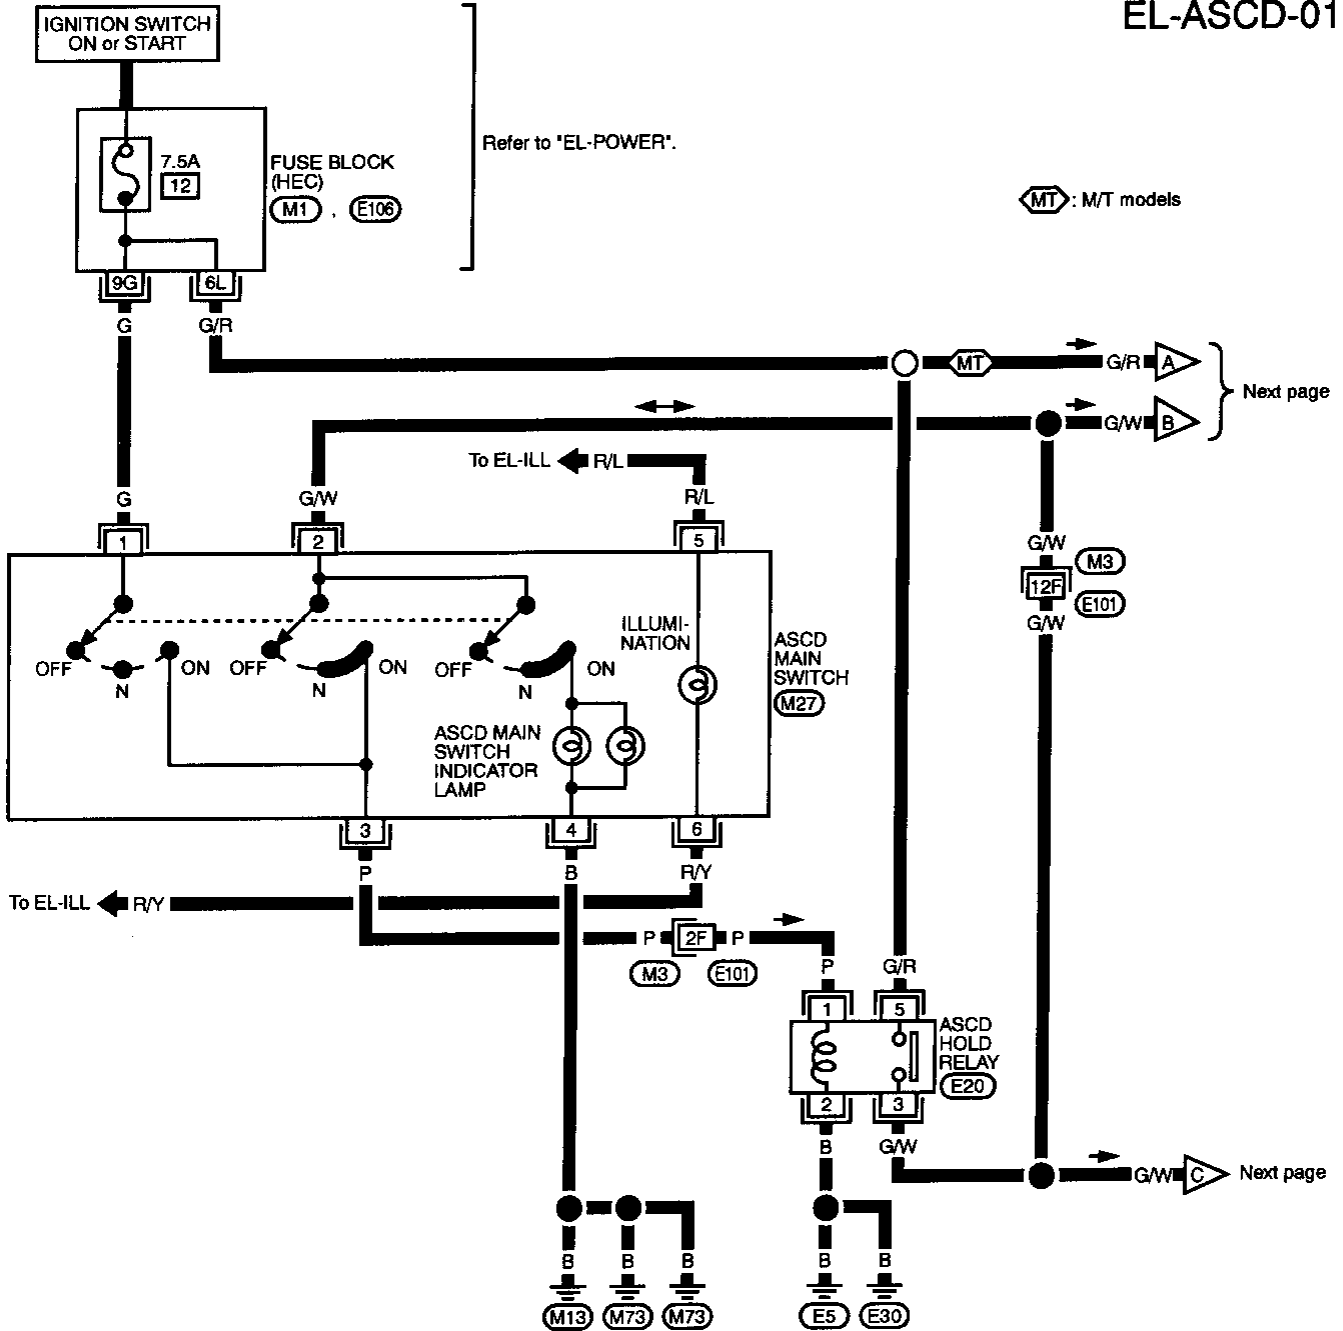 EL-ASCD-01
IGNITION SWITCH
ON or START
Refer to "EL-POWER".
7.5A
12
FUSE BLOCK
(HEC)
M1 , E106
MT : M/T models
9G
6L
G
G/R
MT
G/R
A
Next page
G/W
B
To EL-ILL
R/L
R/L
G
G/W
1
2
5
G/W
M3
12F
E101
G/W
OFF
N
ON
OFF
N
ON
OFF
N
ON
ILLUMI-
NATION
ASCD
MAIN
SWITCH
M27
ASCD MAIN
SWITCH
INDICATOR
LAMP
3
4
6
P
B
R/Y
To EL-ILL
R/Y
P
2F
P
M3
E101
P
G/R
1
5
ASCD
HOLD
RELAY
E20
2
3
B
G/W
G/W
C
Next page
B
B
B
B
B
M13
M73
M73
E5
E30